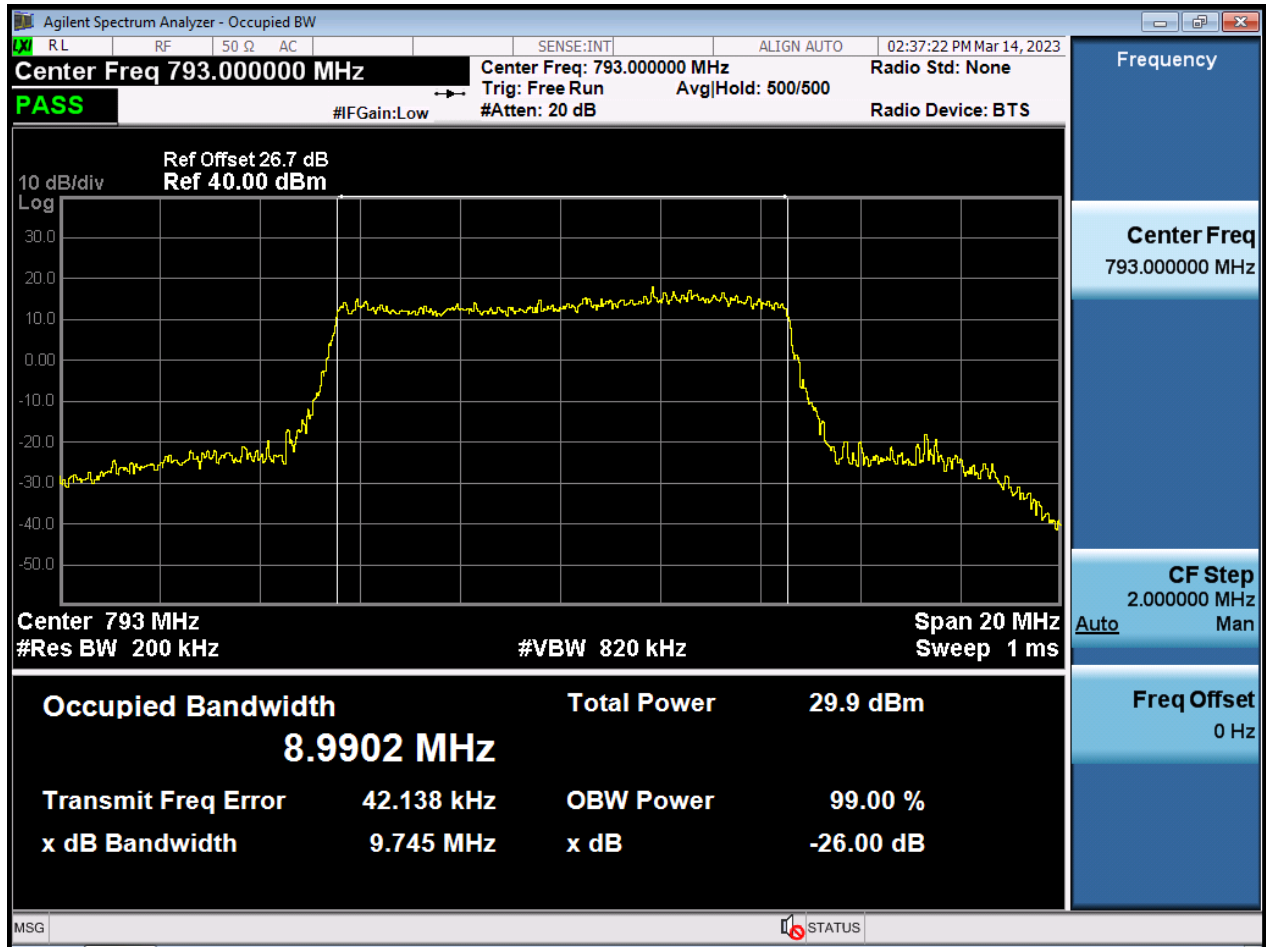 Agilent Spectrum Analyzer - Occupied BW
LXI RL RF 50 Ω AC SENSE:INT ALIGN AUTO 02:37:22 PM Mar 14, 2023
Center Freq 793.000000 MHz
Center Freq: 793.000000 MHz
Radio Std: None
Trig: Free Run
Avg|Hold: 500/500
PASS
#IFGain:Low
#Atten: 20 dB
Radio Device: BTS
Ref Offset 26.7 dB
10 dB/div Ref 40.00 dBm
Log
30.0
20.0
10.0
0.00
-10.0
-20.0
-30.0
-40.0
-50.0
Center 793 MHz Span 20 MHz
#Res BW 200 kHz #VBW 820 kHz Sweep 1 ms
Occupied Bandwidth Total Power 29.9 dBm
8.9902 MHz
Transmit Freq Error 42.138 kHz OBW Power 99.00 %
x dB Bandwidth 9.745 MHz x dB -26.00 dB
MSG STATUS
Frequency
Center Freq
793.000000 MHz
CF Step
2.000000 MHz
Auto Man
Freq Offset
0 Hz